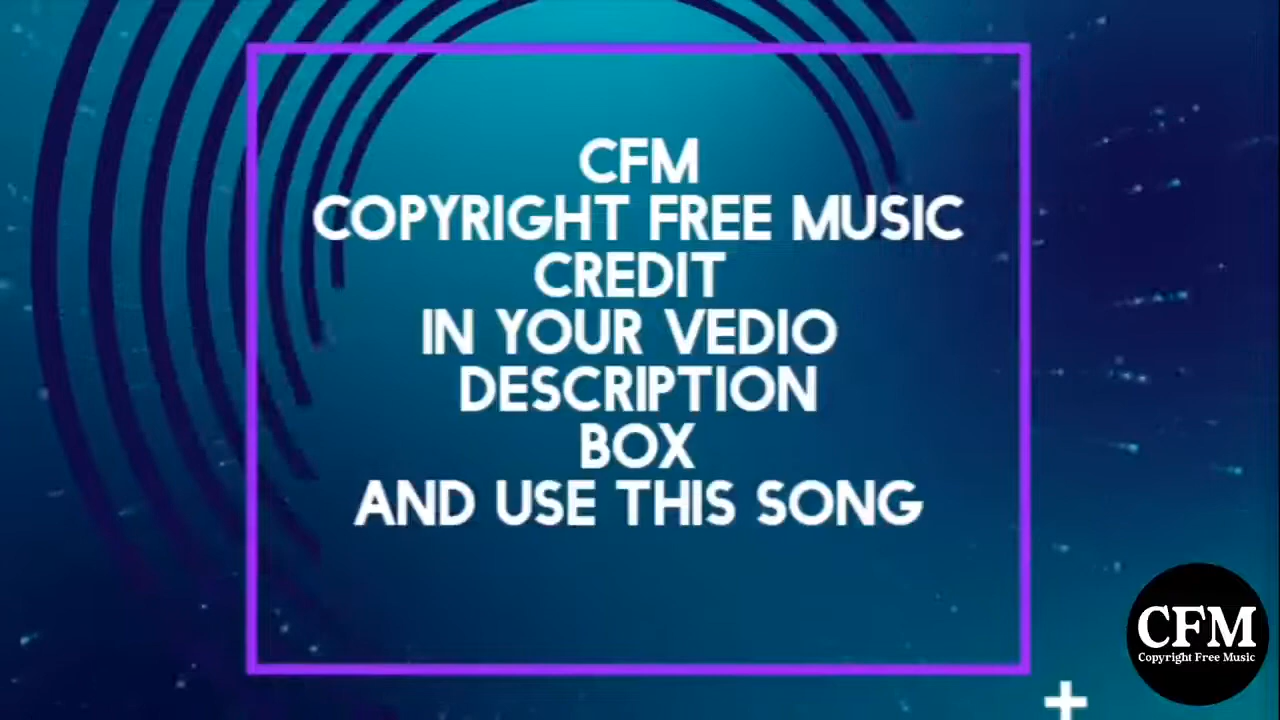 CFM
COPYRIGHT FREE MUSIC
CREDIT
IN YOUR VEDIO
DESCRIPTION
BOX
AND USE THIS SONG
CFM
Copyright Free Music